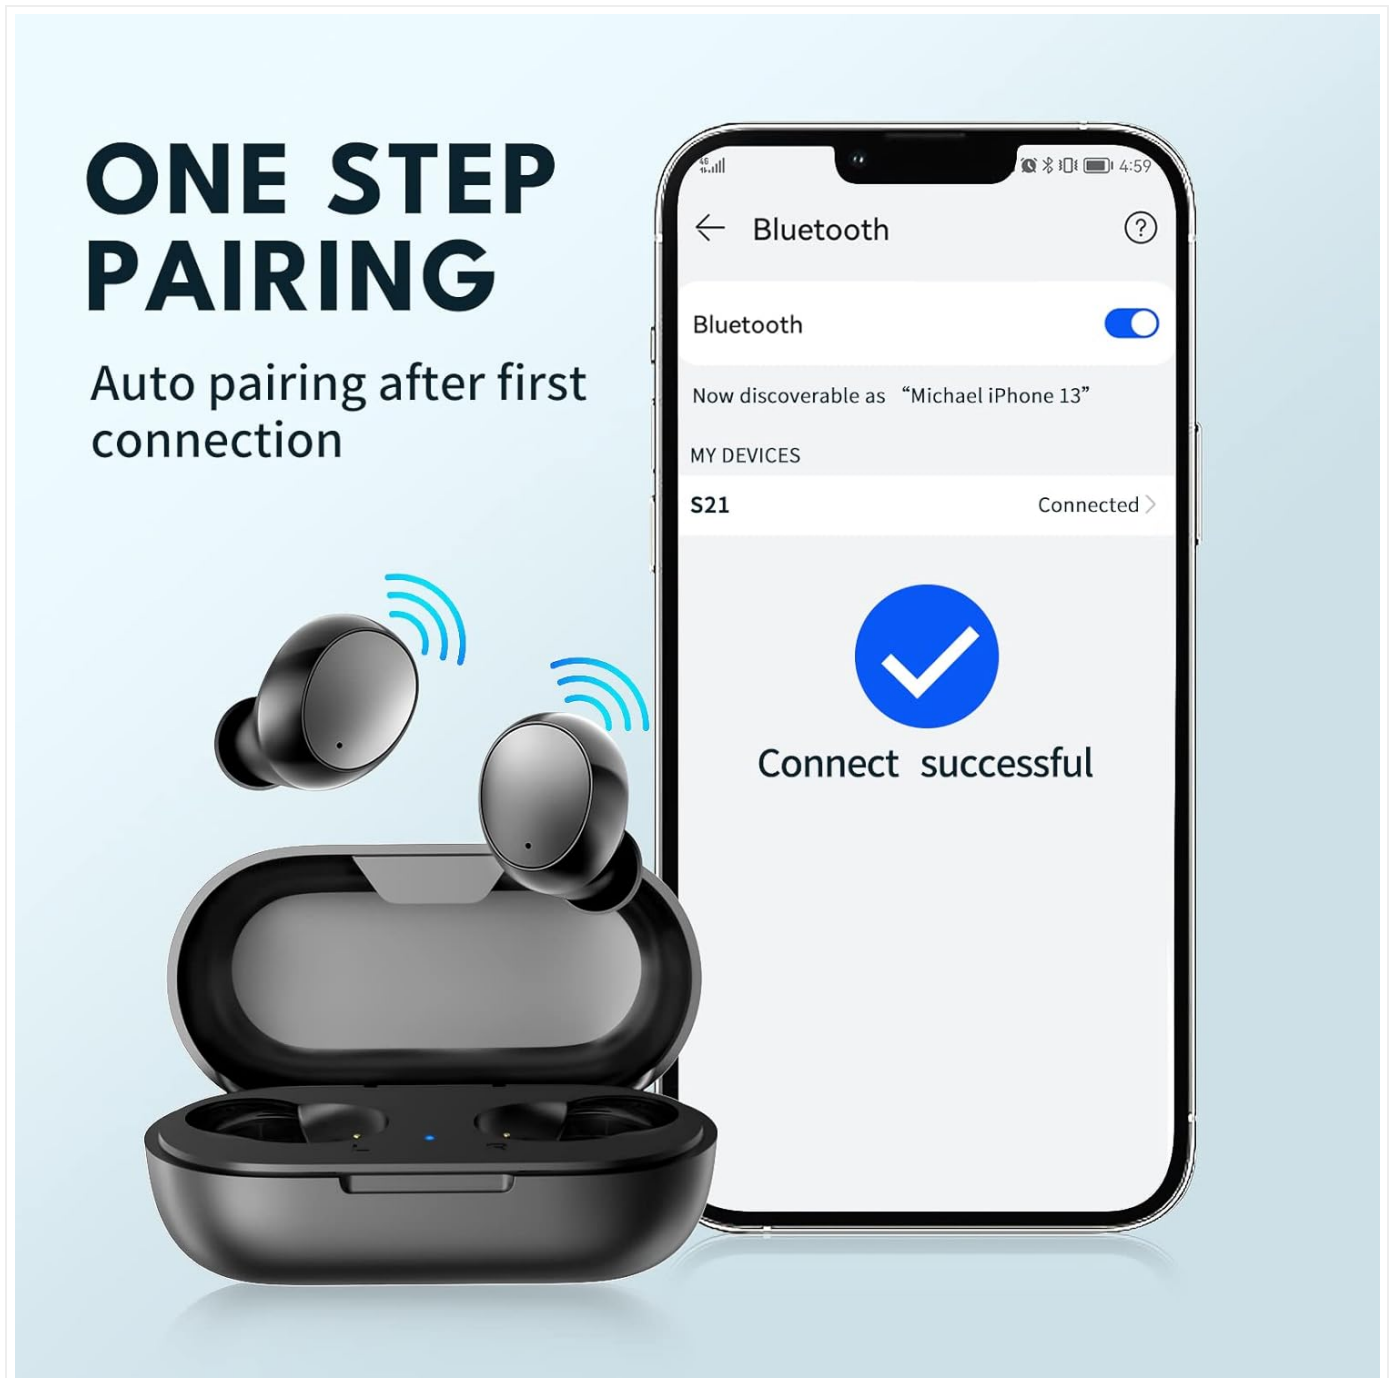 ONE STEP
PAIRING
Auto pairing after first
connection
4G
4:59
Bluetooth
?
Bluetooth
Now discoverable as “Michael iPhone 13”
MY DEVICES
S21 Connected
Connect successful